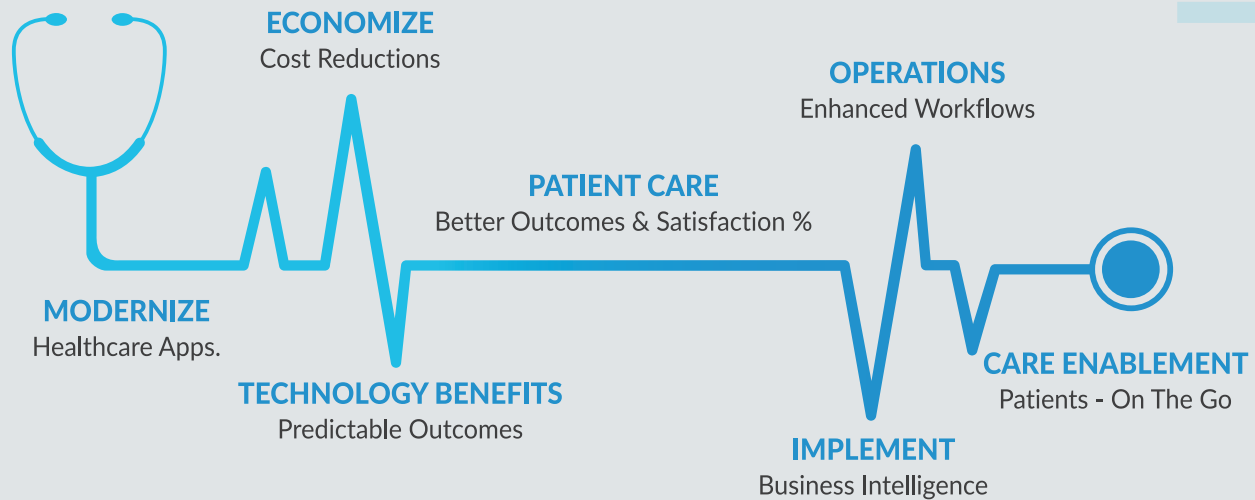 ECONOMIZE
Cost Reductions
OPERATIONS
Enhanced Workflows
PATIENT CARE
Better Outcomes & Satisfaction %
MODERNIZE
Healthcare Apps.
CARE ENABLEMENT
Patients - On The Go
TECHNOLOGY BENEFITS
Predictable Outcomes
IMPLEMENT
Business Intelligence